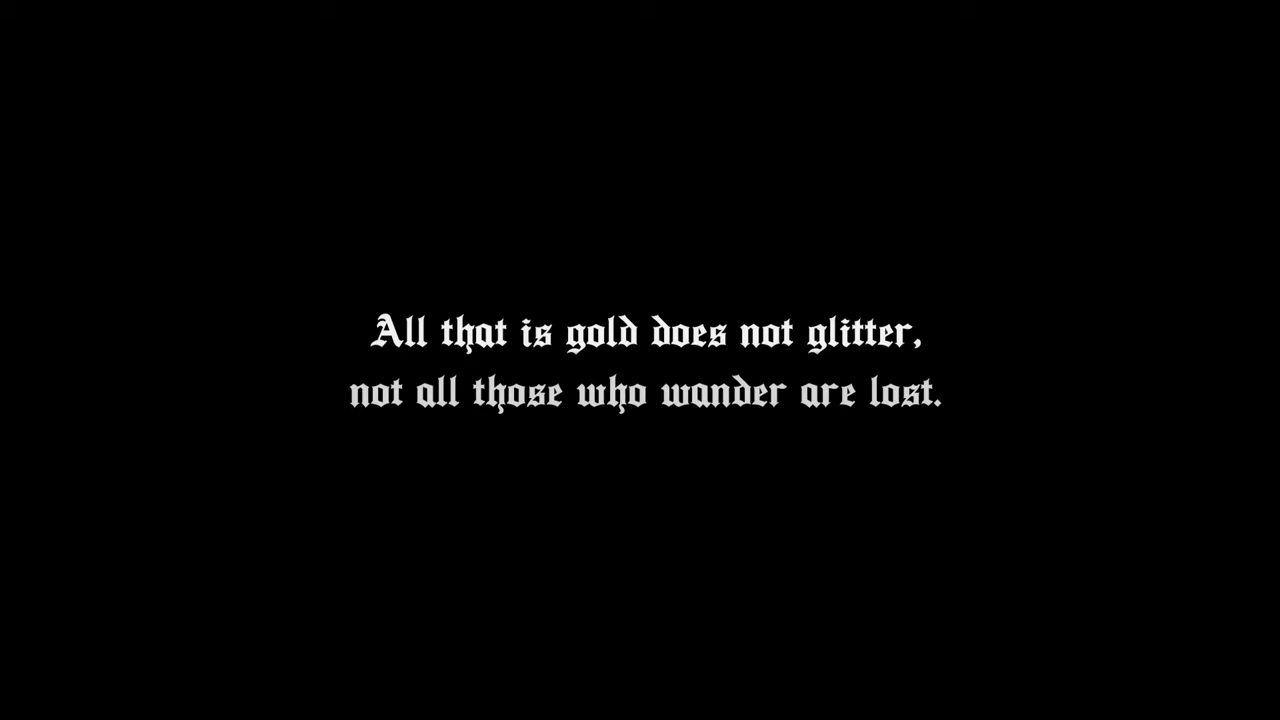 All that is gold does not glitter,
not all those who wander are lost.